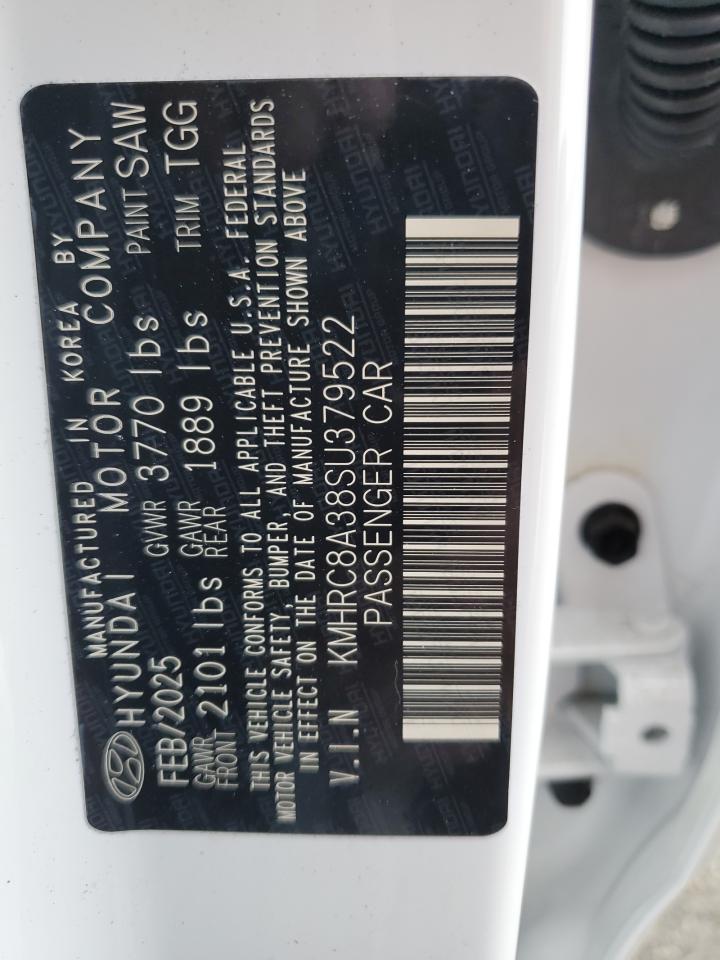 MANUFACTURED IN KOREA BY
HYUNDAI MOTOR COMPANY
FEB/2025 GVWR 3770 lbs PAINT SAW
GAWR FRONT 2101 lbs GAWR REAR 1889 lbs TRIM TGG
THIS VEHICLE CONFORMS TO ALL APPLICABLE U.S.A. FEDERAL
MOTOR VEHICLE SAFETY, BUMPER, AND THEFT PREVENTION STANDARDS
IN EFFECT ON THE DATE OF MANUFACTURE SHOWN ABOVE
V.I.N KMHRC8A38SU379522
PASSENGER CAR